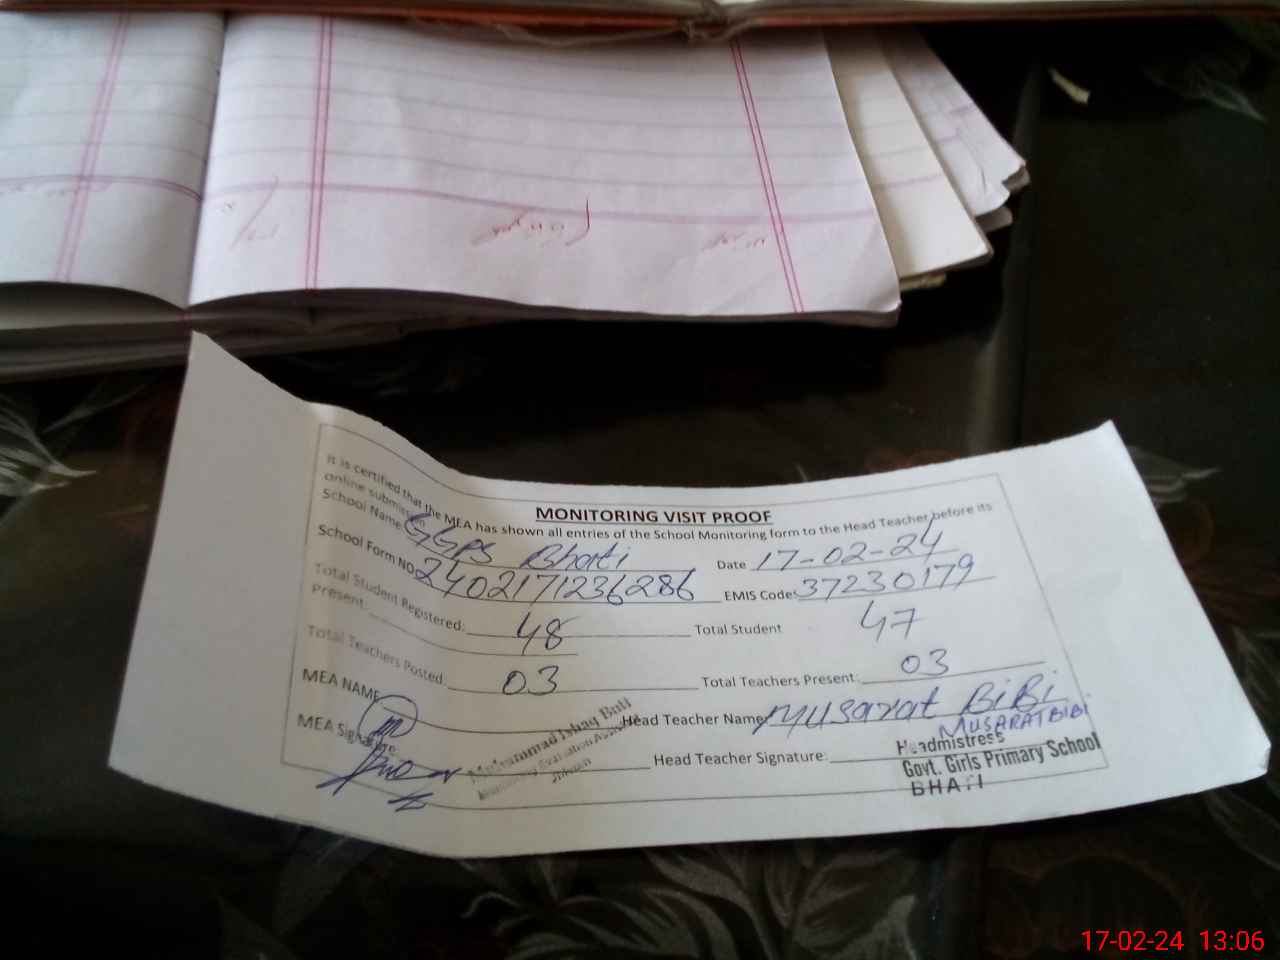 MONITORING VISIT PROOF
It is certified that the MEA has shown all entries of the School Monitoring form to the Head Teacher before its
online submission
School Name GGPS Bhati Date 17-02-24
School Form NO 2402171236286 EMIS Code: 37230179
Total Student Registered: 48 Total Student 47
Present:
Total Teachers Posted: 03 Total Teachers Present: 03
MEA NAME Head Teacher Name: Musarat BiBi
Muhammad Ishaq Butt
MUSARAT BIBI
MEA Signature Head Teacher Signature:
Headmistress
Govt. Girls Primary School
BHATI
17-02-24 13:06